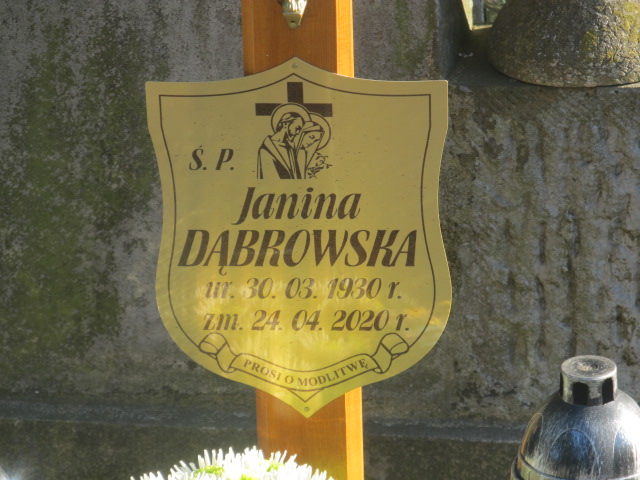 Ś. P.
Janina
DĄBROWSKA
ur. 30. 03. 1930 r.
zm. 24. 04. 2020 r.
PROSI O MODLITWĘ